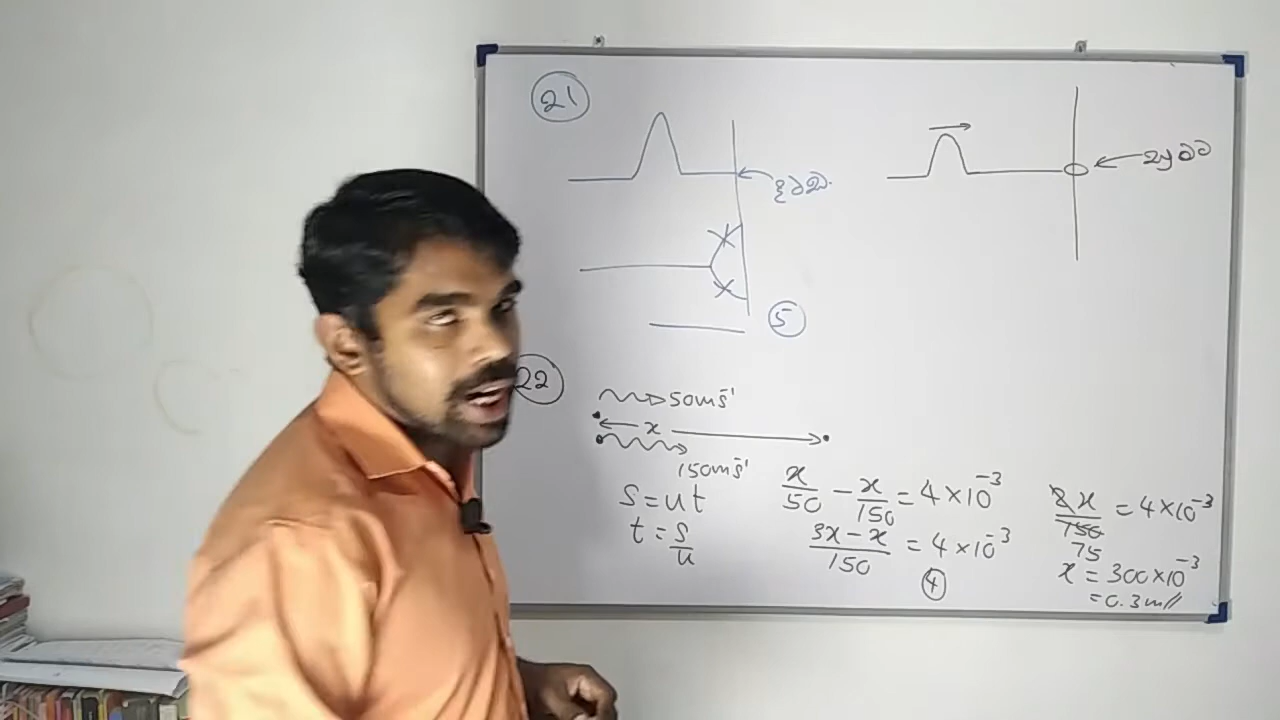 21
දෘඪ
මුදුව
5
22
50ms⁻¹
x
150ms⁻¹
S = ut
t = S/u
x/50 − x/150 = 4×10⁻³
3x − x/150 = 4×10⁻³
4
2x/150 = 4×10⁻³
75
x = 300×10⁻³
= 0.3m//